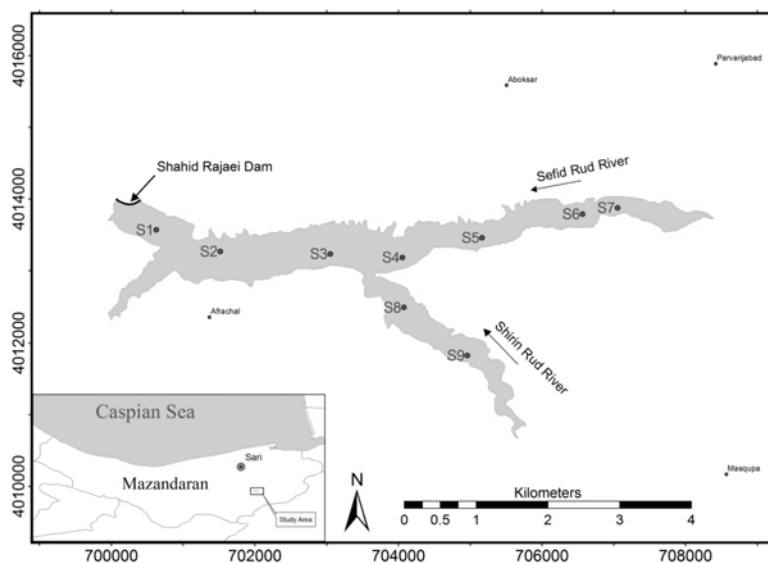 4016000
4014000
4012000
4010000
Parvarijabad
Aboksar
Shahid Rajaei Dam
Sefid Rud River
S1
S2
S3
S4
S5
S6
S7
S8
S9
Afrachal
Shirin Rud River
Masqupa
Caspian Sea
Sari
Mazandaran
Study Area
N
Kilometers
0 0.5 1 2 3 4
700000 702000 704000 706000 708000